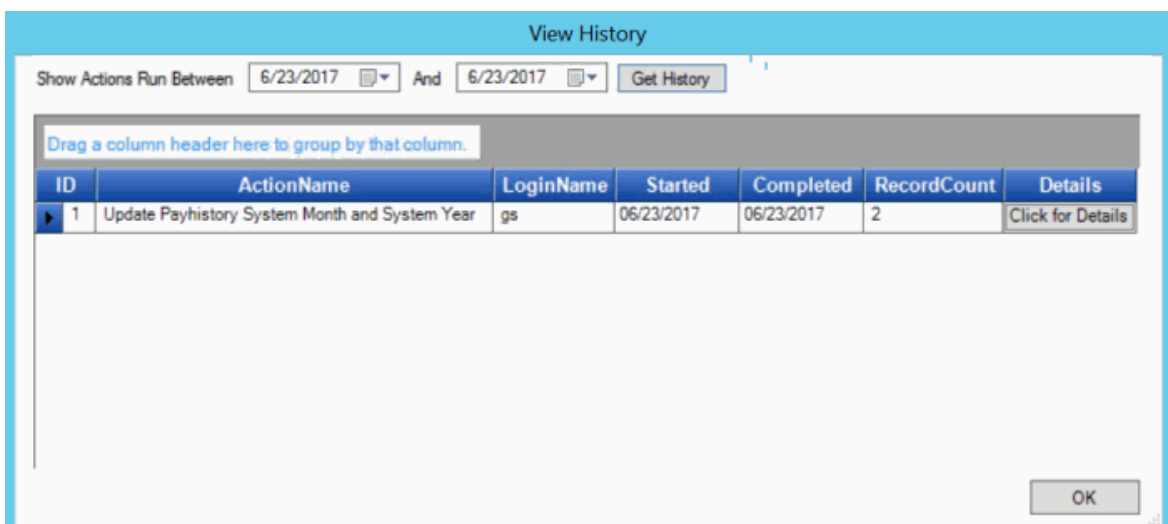 View History
Show Actions Run Between 6/23/2017 And 6/23/2017 Get History
Drag a column header here to group by that column.
ID ActionName LoginName Started Completed RecordCount Details
1 Update Payhistory System Month and System Year gs 06/23/2017 06/23/2017 2 Click for Details
OK